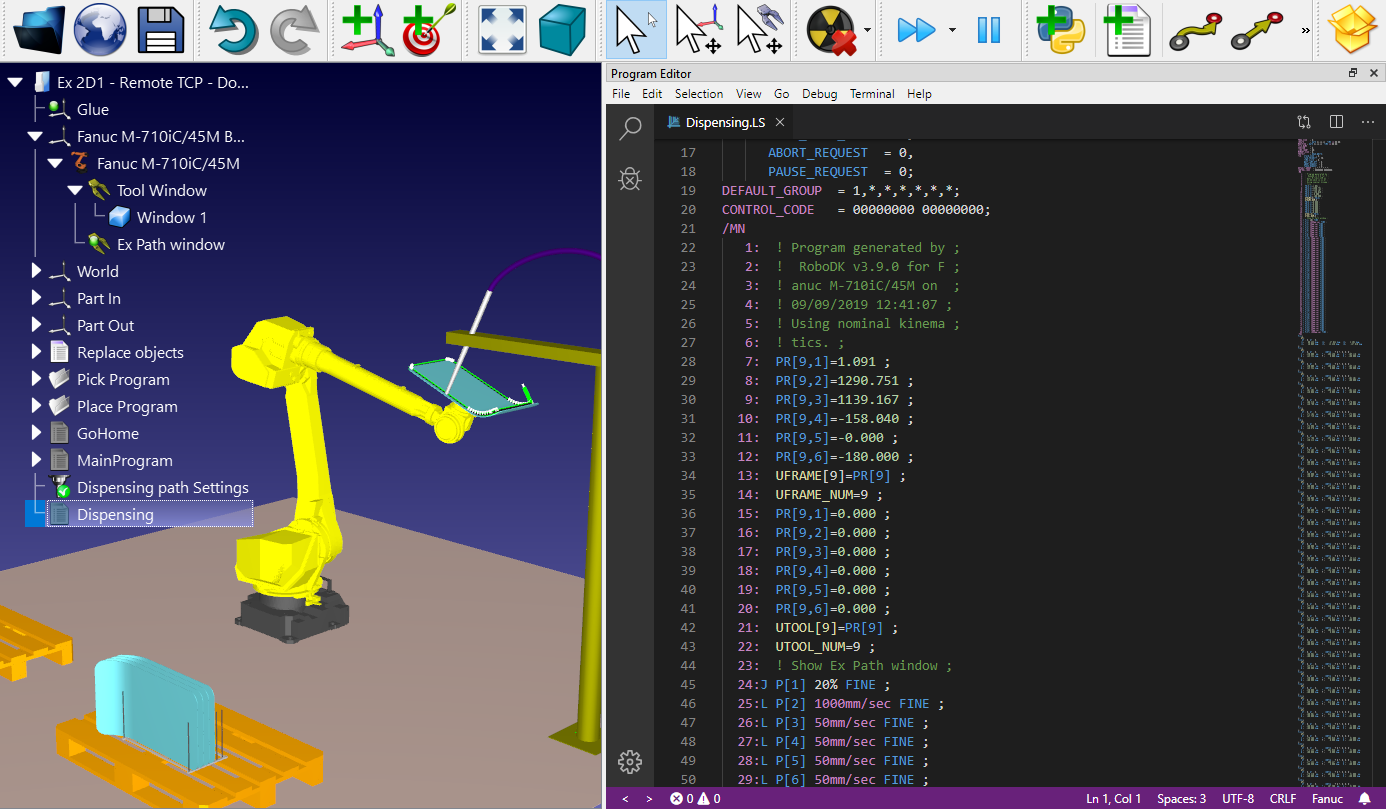 Ex 2D1 - Remote TCP - Do...
Glue
Fanuc M-710iC/45M B...
Fanuc M-710iC/45M
Tool Window
Window 1
Ex Path window
World
Part In
Part Out
Replace objects
Pick Program
Place Program
GoHome
MainProgram
Dispensing path Settings
Dispensing
»
Program Editor
File Edit Selection View Go Debug Terminal Help
Dispensing.LS
17 ABORT_REQUEST = 0,
18 PAUSE_REQUEST = 0;
19 DEFAULT_GROUP = 1,*,*,*,*,*,*;
20 CONTROL_CODE = 00000000 00000000;
21 /MN
22 1: ! Program generated by ;
23 2: ! RoboDK v3.9.0 for F ;
24 3: ! anuc M-710iC/45M on ;
25 4: ! 09/09/2019 12:41:07 ;
26 5: ! Using nominal kinema ;
27 6: ! tics. ;
28 7: PR[9,1]=1.091 ;
29 8: PR[9,2]=1290.751 ;
30 9: PR[9,3]=1139.167 ;
31 10: PR[9,4]=-158.040 ;
32 11: PR[9,5]=-0.000 ;
33 12: PR[9,6]=-180.000 ;
34 13: UFRAME[9]=PR[9] ;
35 14: UFRAME_NUM=9 ;
36 15: PR[9,1]=0.000 ;
37 16: PR[9,2]=0.000 ;
38 17: PR[9,3]=0.000 ;
39 18: PR[9,4]=0.000 ;
40 19: PR[9,5]=0.000 ;
41 20: PR[9,6]=0.000 ;
42 21: UTOOL[9]=PR[9] ;
43 22: UTOOL_NUM=9 ;
44 23: ! Show Ex Path window ;
45 24:J P[1] 20% FINE ;
46 25:L P[2] 1000mm/sec FINE ;
47 26:L P[3] 50mm/sec FINE ;
48 27:L P[4] 50mm/sec FINE ;
49 28:L P[5] 50mm/sec FINE ;
50 29:L P[6] 50mm/sec FINE ;
< > 0 0 Ln 1, Col 1 Spaces: 3 UTF-8 CRLF Fanuc